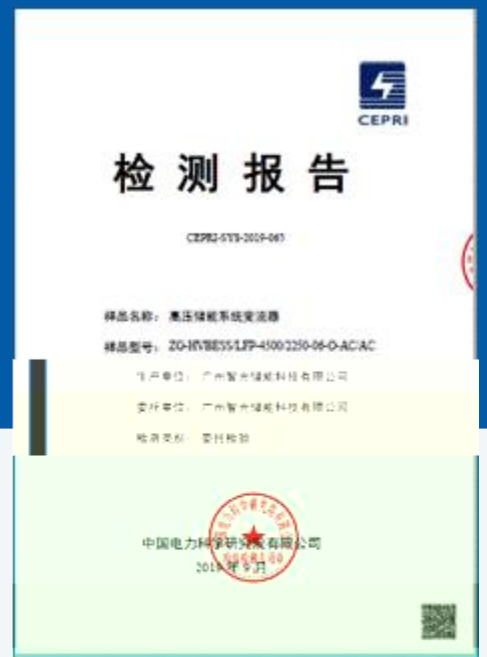 CEPRI
检测报告
CEPRI-SYS-2019-065
样品名称： 高压储能系统变流器
样品型号： ZG-HVBESS/LFP-4500/2250-06-O-AC/AC
生产单位： 广州智光储能科技有限公司
委托单位： 广州智光储能科技有限公司
检测类别： 委托检验
中国电力科学研究院有限公司
2019年9月